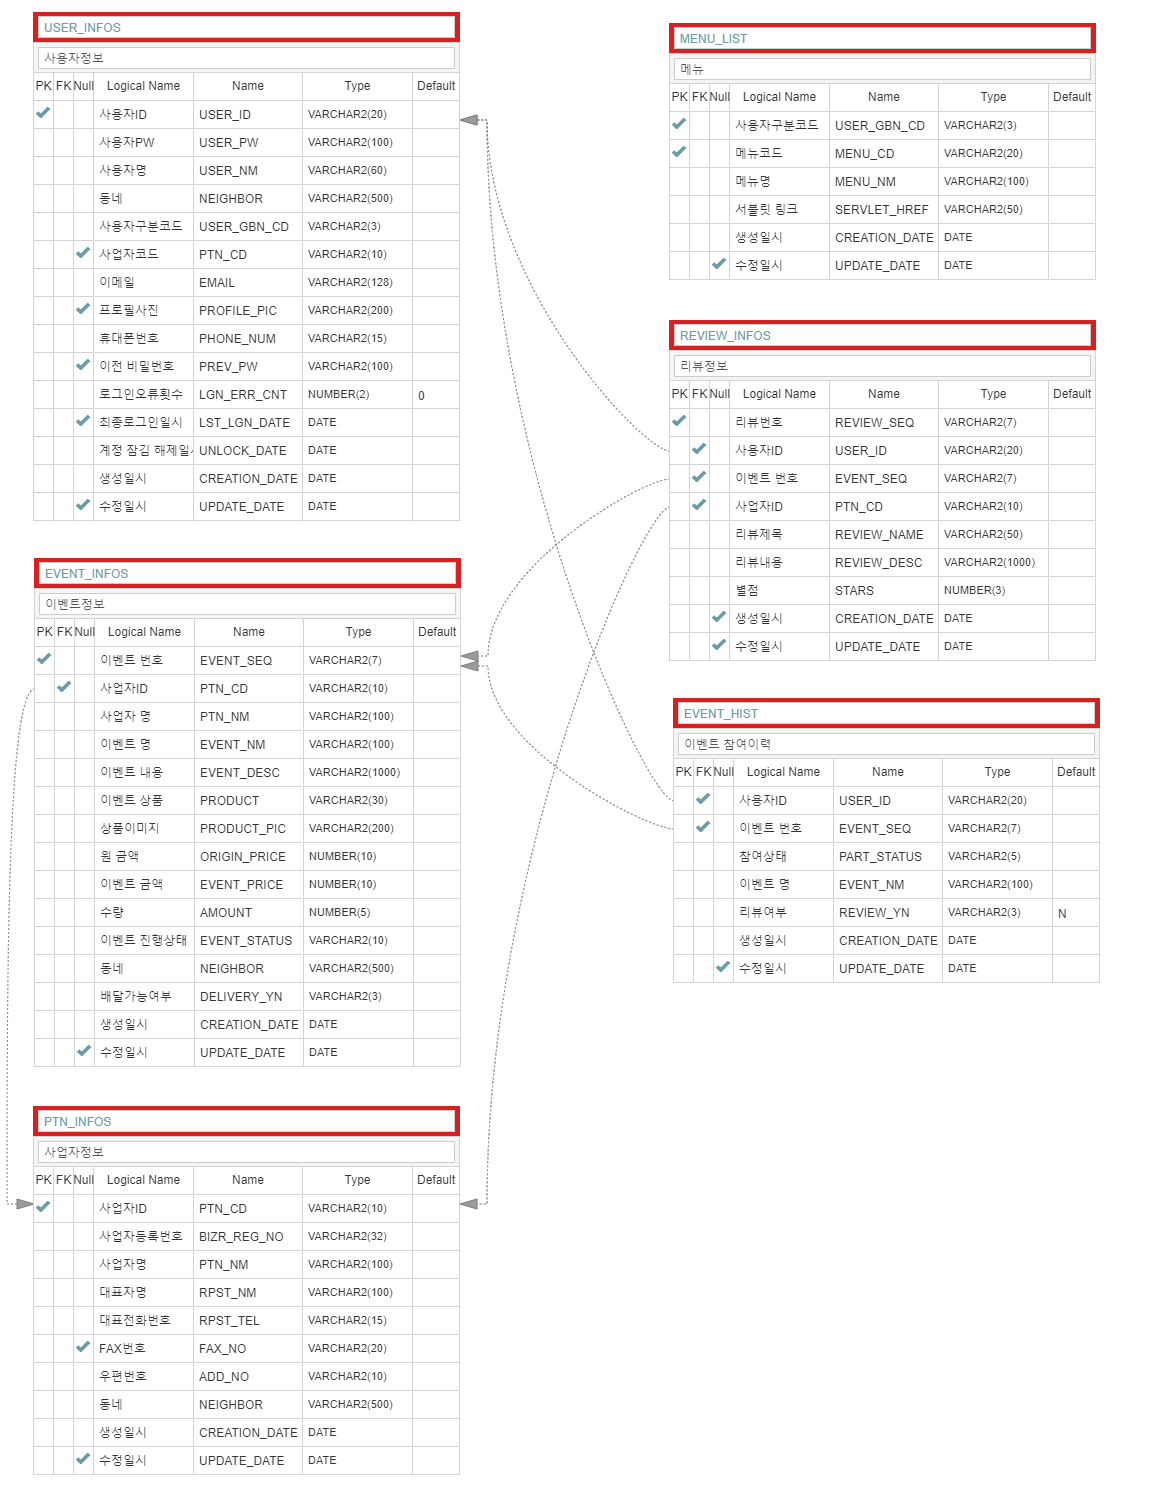 USER_INFOS
사용자정보
PK FK Null Logical Name Name Type Default
사용자ID USER_ID VARCHAR2(20)
사용자PW USER_PW VARCHAR2(100)
사용자명 USER_NM VARCHAR2(60)
동네 NEIGHBOR VARCHAR2(500)
사용자구분코드 USER_GBN_CD VARCHAR2(3)
사업자코드 PTN_CD VARCHAR2(10)
이메일 EMAIL VARCHAR2(128)
프로필사진 PROFILE_PIC VARCHAR2(200)
휴대폰번호 PHONE_NUM VARCHAR2(15)
이전 비밀번호 PREV_PW VARCHAR2(100)
로그인오류횟수 LGN_ERR_CNT NUMBER(2) 0
최종로그인일시 LST_LGN_DATE DATE
계정 잠김 해제일 UNLOCK_DATE DATE
생성일시 CREATION_DATE DATE
수정일시 UPDATE_DATE DATE
EVENT_INFOS
이벤트정보
PK FK Null Logical Name Name Type Default
이벤트 번호 EVENT_SEQ VARCHAR2(7)
사업자ID PTN_CD VARCHAR2(10)
사업자 명 PTN_NM VARCHAR2(100)
이벤트 명 EVENT_NM VARCHAR2(100)
이벤트 내용 EVENT_DESC VARCHAR2(1000)
이벤트 상품 PRODUCT VARCHAR2(30)
상품이미지 PRODUCT_PIC VARCHAR2(200)
원 금액 ORIGIN_PRICE NUMBER(10)
이벤트 금액 EVENT_PRICE NUMBER(10)
수량 AMOUNT NUMBER(5)
이벤트 진행상태 EVENT_STATUS VARCHAR2(10)
동네 NEIGHBOR VARCHAR2(500)
배달가능여부 DELIVERY_YN VARCHAR2(3)
생성일시 CREATION_DATE DATE
수정일시 UPDATE_DATE DATE
PTN_INFOS
사업자정보
PK FK Null Logical Name Name Type Default
사업자ID PTN_CD VARCHAR2(10)
사업자등록번호 BIZR_REG_NO VARCHAR2(32)
사업자명 PTN_NM VARCHAR2(100)
대표자명 RPST_NM VARCHAR2(100)
대표전화번호 RPST_TEL VARCHAR2(15)
FAX번호 FAX_NO VARCHAR2(20)
우편번호 ADD_NO VARCHAR2(10)
동네 NEIGHBOR VARCHAR2(500)
생성일시 CREATION_DATE DATE
수정일시 UPDATE_DATE DATE
MENU_LIST
메뉴
PK FK Null Logical Name Name Type Default
사용자구분코드 USER_GBN_CD VARCHAR2(3)
메뉴코드 MENU_CD VARCHAR2(20)
메뉴명 MENU_NM VARCHAR2(100)
서블릿 링크 SERVLET_HREF VARCHAR2(50)
생성일시 CREATION_DATE DATE
수정일시 UPDATE_DATE DATE
REVIEW_INFOS
리뷰정보
PK FK Null Logical Name Name Type Default
리뷰번호 REVIEW_SEQ VARCHAR2(7)
사용자ID USER_ID VARCHAR2(20)
이벤트 번호 EVENT_SEQ VARCHAR2(7)
사업자ID PTN_CD VARCHAR2(10)
리뷰제목 REVIEW_NAME VARCHAR2(50)
리뷰내용 REVIEW_DESC VARCHAR2(1000)
별점 STARS NUMBER(3)
생성일시 CREATION_DATE DATE
수정일시 UPDATE_DATE DATE
EVENT_HIST
이벤트 참여이력
PK FK Null Logical Name Name Type Default
사용자ID USER_ID VARCHAR2(20)
이벤트 번호 EVENT_SEQ VARCHAR2(7)
참여상태 PART_STATUS VARCHAR2(5)
이벤트 명 EVENT_NM VARCHAR2(100)
리뷰여부 REVIEW_YN VARCHAR2(3) N
생성일시 CREATION_DATE DATE
수정일시 UPDATE_DATE DATE